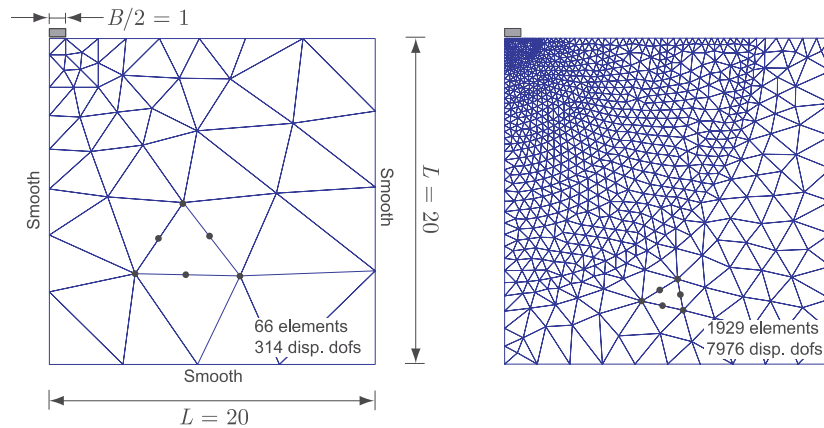 B/2 = 1
Smooth
Smooth
L = 20
66 elements
314 disp. dofs
Smooth
L = 20
1929 elements
7976 disp. dofs